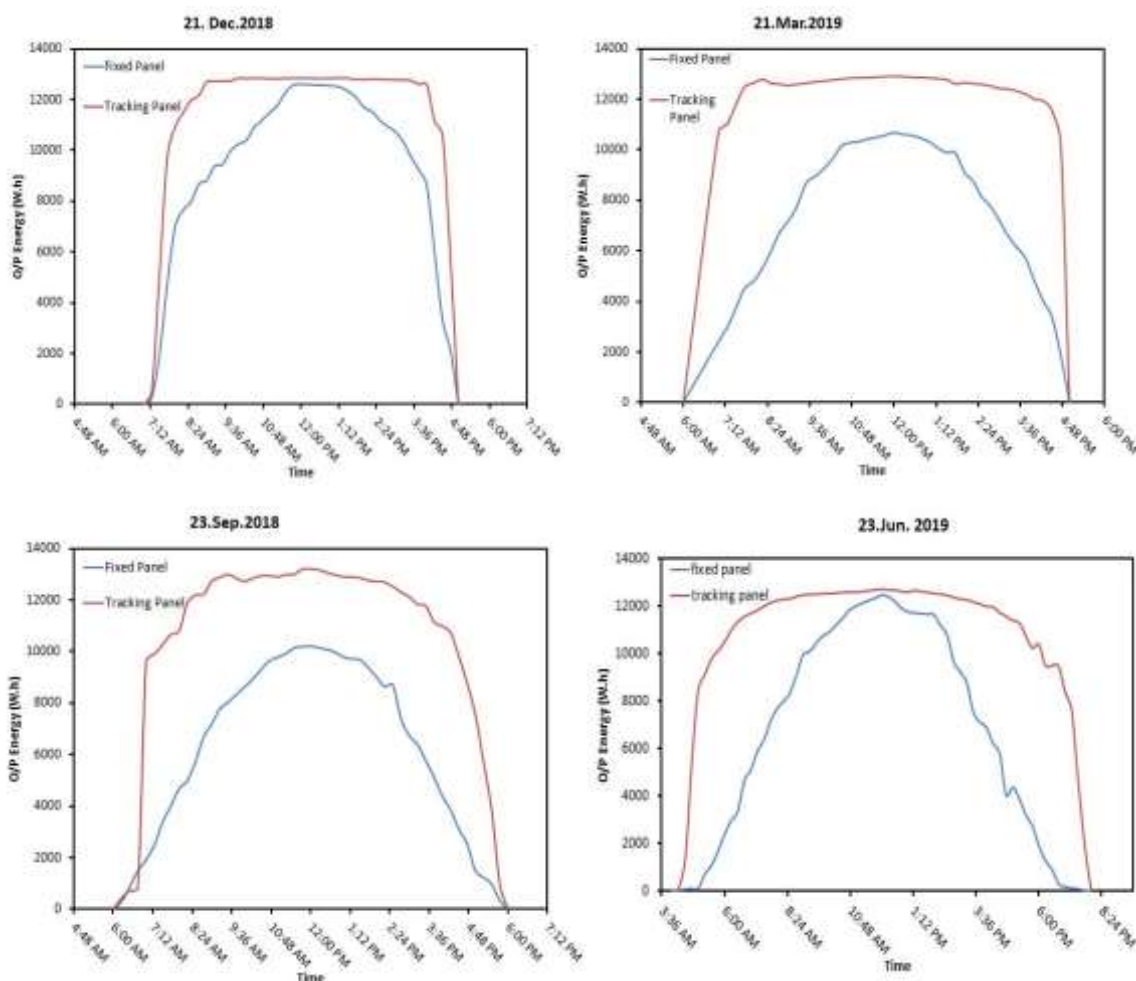 21. Dec.2018
14000
12000
10000
8000
6000
4000
2000
0
O/P Energy (W.h)
Fixed Panel
Tracking Panel
4:48 AM
6:00 AM
7:12 AM
8:24 AM
9:36 AM
10:48 AM
12:00 PM
1:12 PM
2:24 PM
3:36 PM
4:48 PM
6:00 PM
7:12 PM
Time
21.Mar.2019
14000
12000
10000
8000
6000
4000
2000
0
O/P Energy (W.h)
Fixed Panel
Tracking
Panel
4:48 AM
6:00 AM
7:12 AM
8:24 AM
9:36 AM
10:48 AM
12:00 PM
1:12 PM
2:24 PM
3:36 PM
4:48 PM
6:00 PM
Time
23.Sep.2018
14000
12000
10000
8000
6000
4000
2000
0
O/P Energy (W.h)
Fixed Panel
Tracking Panel
4:48 AM
6:00 AM
7:12 AM
8:24 AM
9:36 AM
10:48 AM
12:00 PM
1:12 PM
2:24 PM
3:36 PM
4:48 PM
6:00 PM
7:12 PM
Time
23.Jun. 2019
14000
12000
10000
8000
6000
4000
2000
0
O/P Energy (W.h)
fixed panel
tracking panel
3:36 AM
6:00 AM
8:24 AM
10:48 AM
1:12 PM
3:36 PM
6:00 PM
8:24 PM
Time